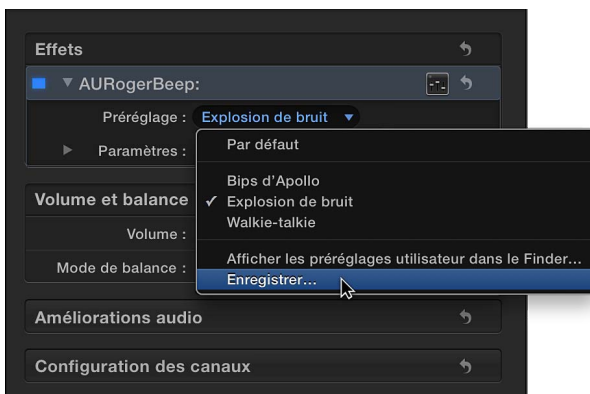 Effets
AURogerBeep:
Préréglage : Explosion de bruit
Par défaut
Paramètres :
Bips d’Apollo
Volume et balance
Explosion de bruit
Walkie-talkie
Volume :
Afficher les préréglages utilisateur dans le Finder...
Mode de balance :
Enregistrer...
Améliorations audio
Configuration des canaux